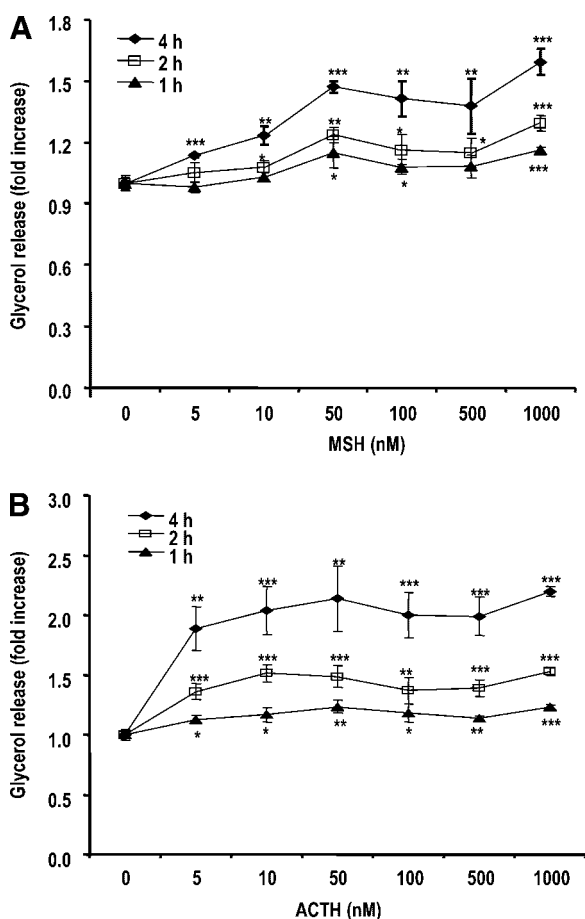 A
4 h
2 h
1 h
Glycerol release (fold increase)
1.8
1.5
1.2
0.9
0.6
0.3
0.0
*** ** *** ** ** ***
* ** * * ***
* * ***
0 5 10 50 100 500 1000
MSH (nM)
B
4 h
2 h
1 h
Glycerol release (fold increase)
3.0
2.5
2.0
1.5
1.0
0.5
0.0
** *** ** *** *** ***
*** *** *** ** *** ***
* * ** * ** ***
0 5 10 50 100 500 1000
ACTH (nM)